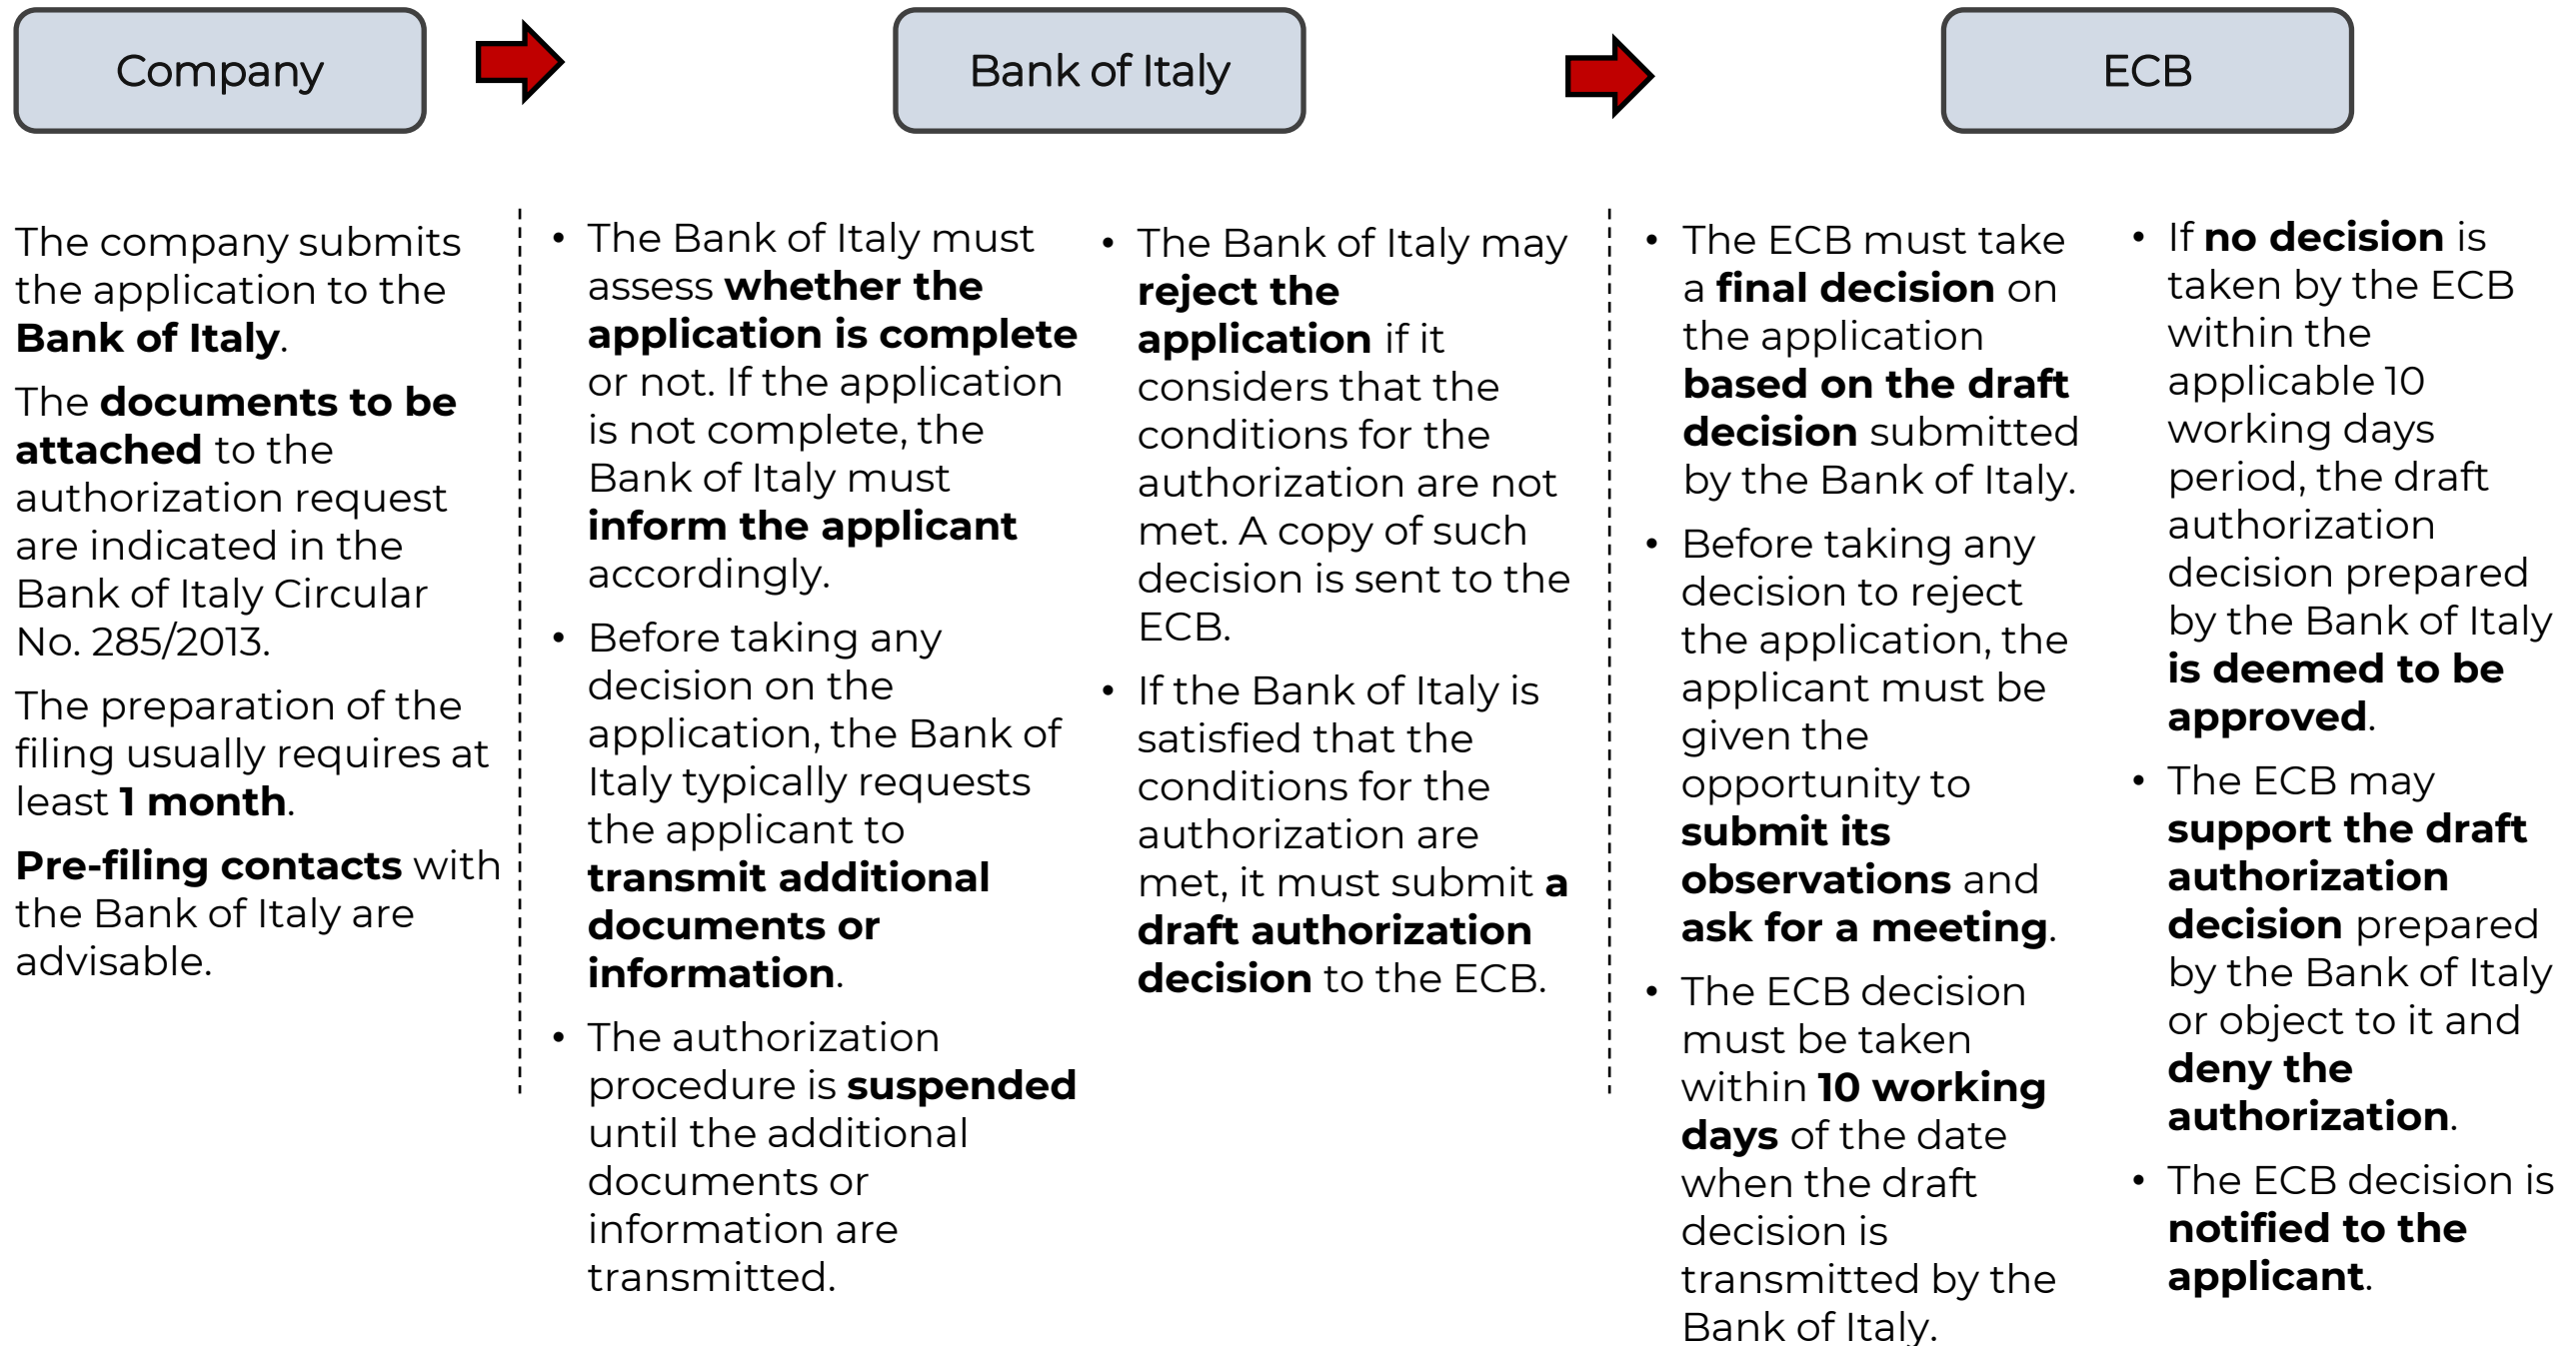 Company
Bank of Italy
ECB
The company submits
the application to the
Bank of Italy.
The documents to be
attached to the
authorization request
are indicated in the
Bank of Italy Circular
No. 285/2013.
The preparation of the
filing usually requires at
least 1 month.
Pre-filing contacts with
the Bank of Italy are
advisable.
• The Bank of Italy must
assess whether the
application is complete
or not. If the application
is not complete, the
Bank of Italy must
inform the applicant
accordingly.
• Before taking any
decision on the
application, the Bank of
Italy typically requests
the applicant to
transmit additional
documents or
information.
• The authorization
procedure is suspended
until the additional
documents or
information are
transmitted.
• The Bank of Italy may
reject the
application if it
considers that the
conditions for the
authorization are not
met. A copy of such
decision is sent to the
ECB.
• If the Bank of Italy is
satisfied that the
conditions for the
authorization are
met, it must submit a
draft authorization
decision to the ECB.
• The ECB must take
a final decision on
the application
based on the draft
decision submitted
by the Bank of Italy.
• Before taking any
decision to reject
the application, the
applicant must be
given the
opportunity to
submit its
observations and
ask for a meeting.
• The ECB decision
must be taken
within 10 working
days of the date
when the draft
decision is
transmitted by the
Bank of Italy.
• If no decision is
taken by the ECB
within the
applicable 10
working days
period, the draft
authorization
decision prepared
by the Bank of Italy
is deemed to be
approved.
• The ECB may
support the draft
authorization
decision prepared
by the Bank of Italy
or object to it and
deny the
authorization.
• The ECB decision is
notified to the
applicant.